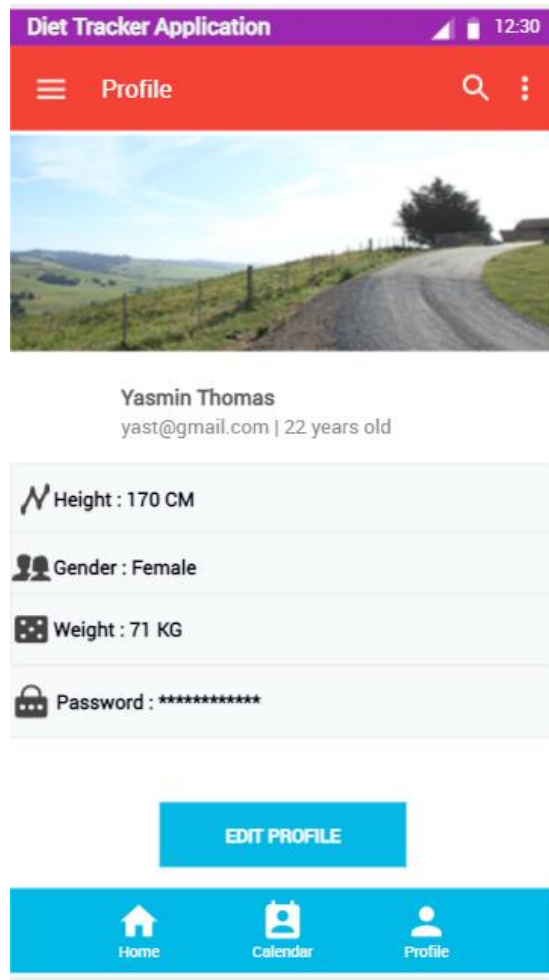 Diet Tracker Application 12:30
Profile
Yasmin Thomas
yast@gmail.com | 22 years old
Height : 170 CM
Gender : Female
Weight : 71 KG
Password : ************
EDIT PROFILE
Home Calendar Profile